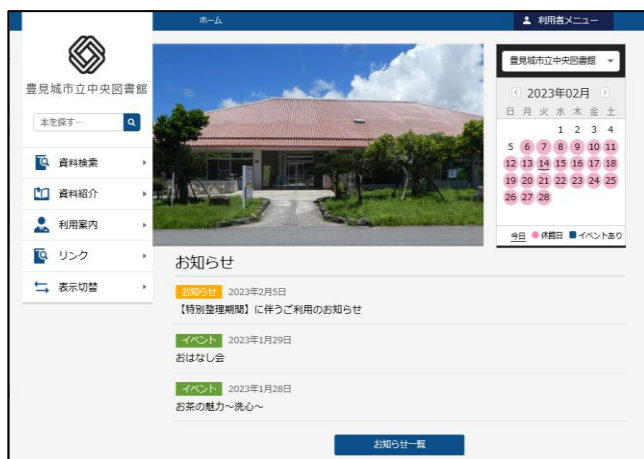 ホーム
利用者メニュー
豊見城市立中央図書館
本を探す…
資料検索
資料紹介
利用案内
リンク
表示切替
豊見城市立中央図書館
2023年02月
日 月 火 水 木 金 土
1 2 3 4
5 6 7 8 9 10 11
12 13 14 15 16 17 18
19 20 21 22 23 24 25
26 27 28
今日 休館日 イベントあり
お知らせ
お知らせ 2023年2月5日
【特別整理期間】に伴うご利用のお知らせ
イベント 2023年1月29日
おはなし会
イベント 2023年1月28日
お茶の魅力～洗心～
お知らせ一覧